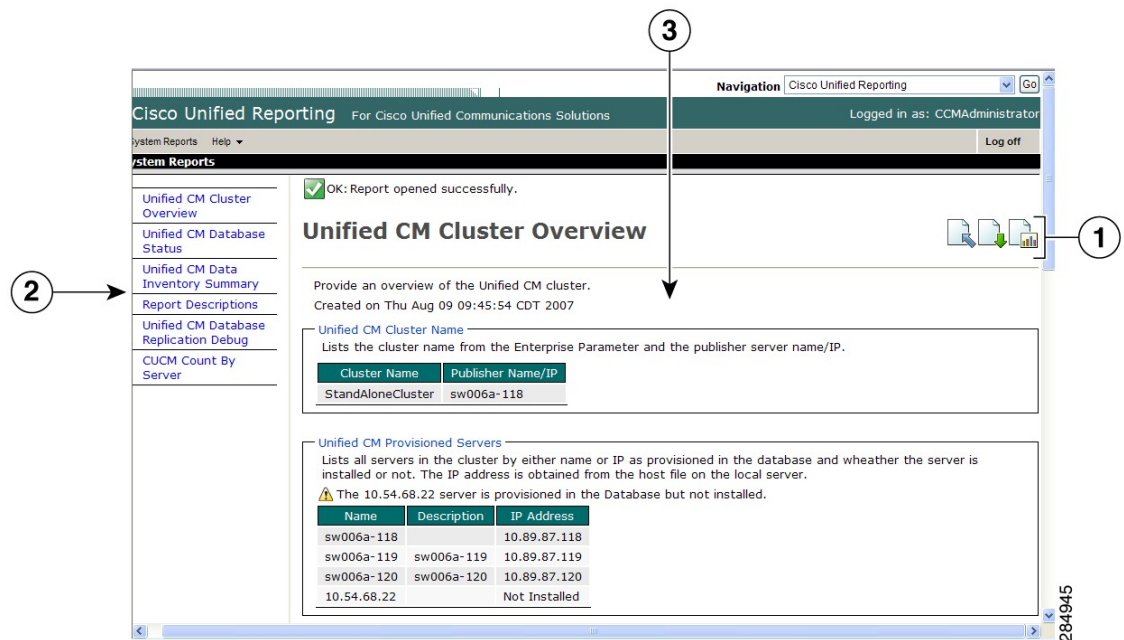 3
Navigation Cisco Unified Reporting Go
Cisco Unified Reporting For Cisco Unified Communications Solutions Logged in as: CCMAdministrator
ystem Reports Help Log off
ystem Reports
Unified CM Cluster
Overview
Unified CM Database
Status
Unified CM Data
Inventory Summary
Report Descriptions
Unified CM Database
Replication Debug
CUCM Count By
Server
2
OK: Report opened successfully.
Unified CM Cluster Overview
1
Provide an overview of the Unified CM cluster.
Created on Thu Aug 09 09:45:54 CDT 2007
Unified CM Cluster Name
Lists the cluster name from the Enterprise Parameter and the publisher server name/IP.
Cluster Name Publisher Name/IP
StandAloneCluster sw006a-118
Unified CM Provisioned Servers
Lists all servers in the cluster by either name or IP as provisioned in the database and wheather the server is
installed or not. The IP address is obtained from the host file on the local server.
The 10.54.68.22 server is provisioned in the Database but not installed.
Name Description IP Address
sw006a-118 10.89.87.118
sw006a-119 sw006a-119 10.89.87.119
sw006a-120 sw006a-120 10.89.87.120
10.54.68.22 Not Installed
284945